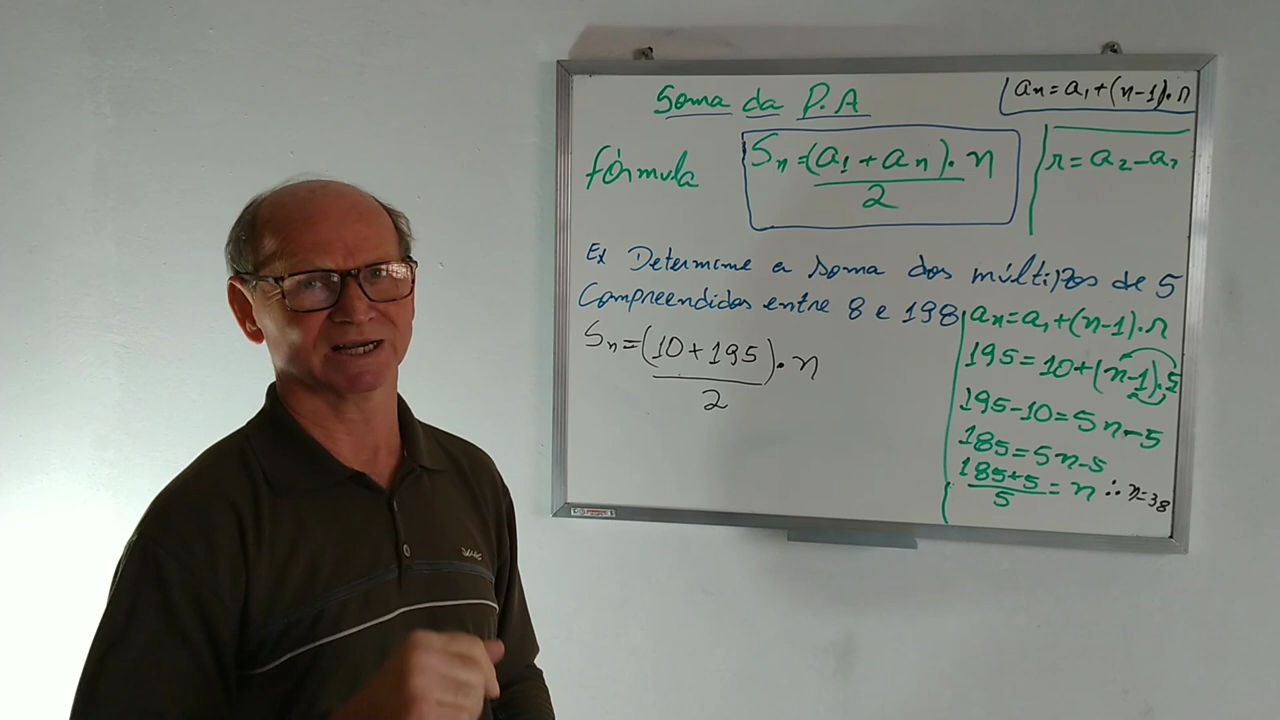 Soma da P.A
an=a1+(n-1).r
fórmula
Sn=(a1+an).n
2
r=a2-a1
Ex Determine a soma dos múltiplos de 5
Compreendidos entre 8 e 198
Sn=(10+195).n
2
an=a1+(n-1).r
195=10+(n-1).5
195-10=5n-5
185=5n-5
185+5=n ∴ n=38
5